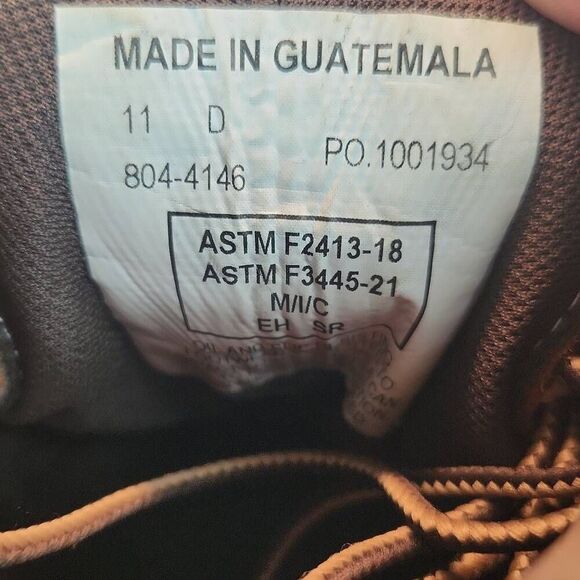 MADE IN GUATEMALA
11 D
PO.1001934
804-4146
ASTM F2413-18
ASTM F3445-21
M/I/C
EH SR